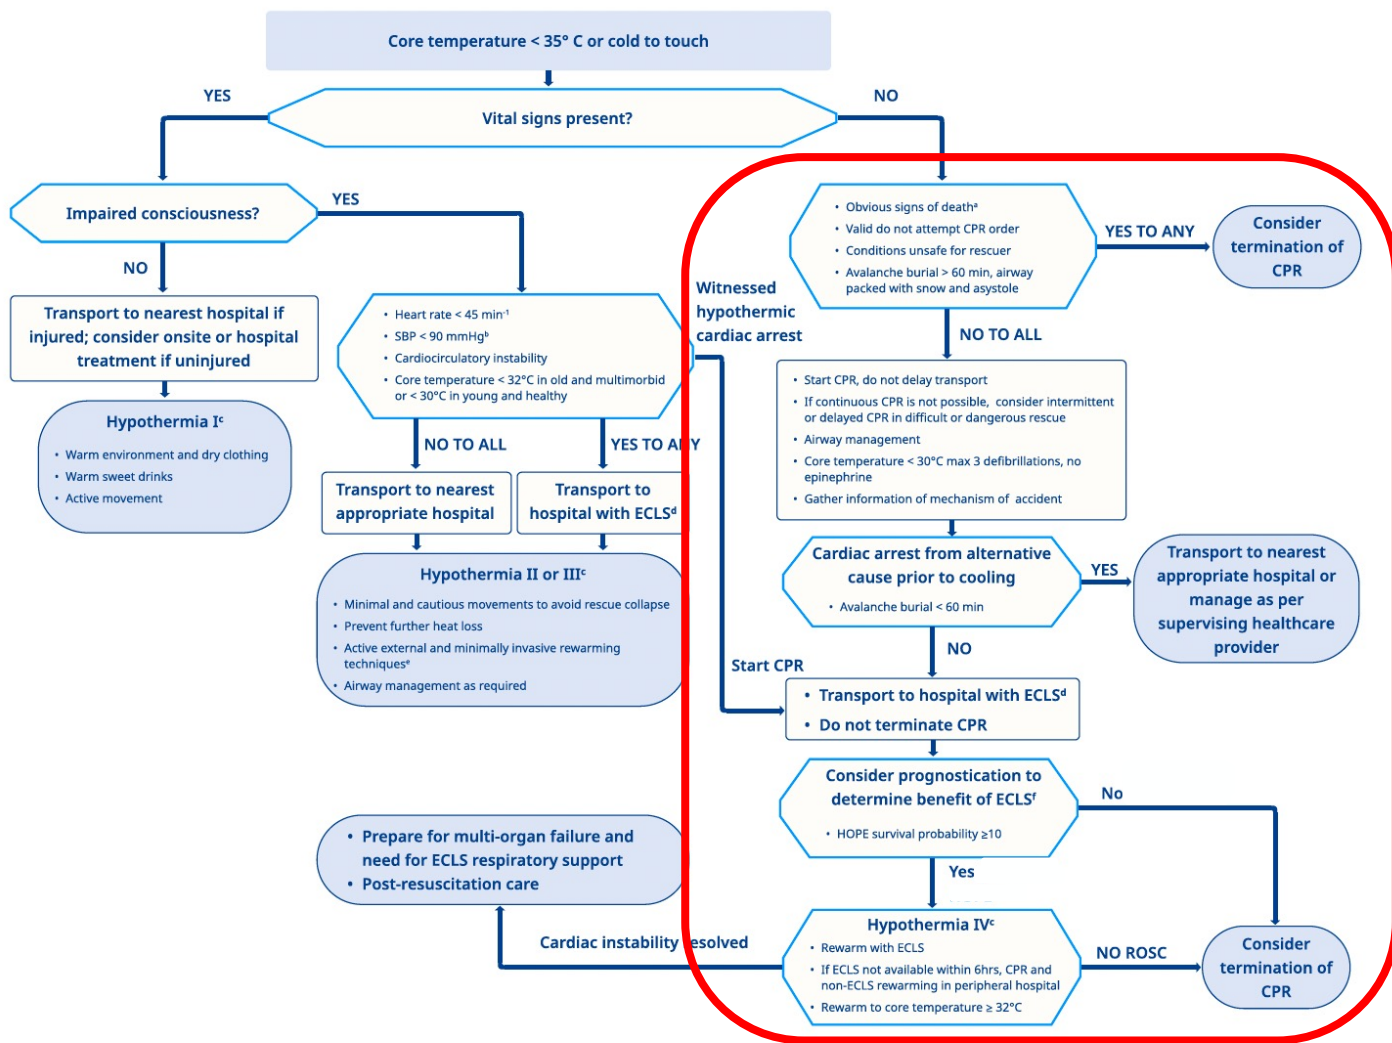 Core temperature < 35° C or cold to touch
YES
NO
Vital signs present?
Impaired consciousness?
YES
NO
Transport to nearest hospital if
injured; consider onsite or hospital
treatment if uninjured
Hypothermia Iᶜ
• Warm environment and dry clothing
• Warm sweet drinks
• Active movement
• Heart rate < 45 min⁻¹
• SBP < 90 mmHgᵇ
• Cardiocirculatory instability
• Core temperature < 32°C in old and multimorbid
or < 30°C in young and healthy
NO TO ALL
YES TO ANY
Transport to nearest
appropriate hospital
Transport to
hospital with ECLSᵈ
Hypothermia II or IIIᶜ
• Minimal and cautious movements to avoid rescue collapse
• Prevent further heat loss
• Active external and minimally invasive rewarming
techniquesᵉ
• Airway management as required
Witnessed
hypothermic
cardiac arrest
Start CPR
• Obvious signs of deathᵃ
• Valid do not attempt CPR order
• Conditions unsafe for rescuer
• Avalanche burial > 60 min, airway
packed with snow and asystole
YES TO ANY
Consider
termination of
CPR
NO TO ALL
• Start CPR, do not delay transport
• If continuous CPR is not possible, consider intermittent
or delayed CPR in difficult or dangerous rescue
• Airway management
• Core temperature < 30°C max 3 defibrillations, no
epinephrine
• Gather information of mechanism of accident
Cardiac arrest from alternative
cause prior to cooling
• Avalanche burial < 60 min
YES
Transport to nearest
appropriate hospital or
manage as per
supervising healthcare
provider
NO
• Transport to hospital with ECLSᵈ
• Do not terminate CPR
Consider prognostication to
determine benefit of ECLSᶠ
• HOPE survival probability ≥10
No
Yes
Hypothermia IVᶜ
• Rewarm with ECLS
• If ECLS not available within 6hrs, CPR and
non-ECLS rewarming in peripheral hospital
• Rewarm to core temperature ≥ 32°C
NO ROSC
Consider
termination of
CPR
Cardiac instability resolved
• Prepare for multi-organ failure and
need for ECLS respiratory support
• Post-resuscitation care